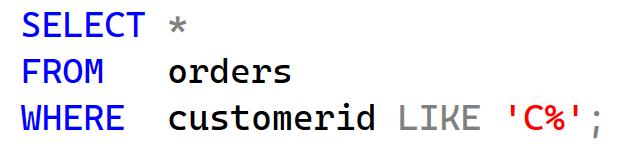 SELECT *
FROM   orders
WHERE  customerid LIKE 'C%';